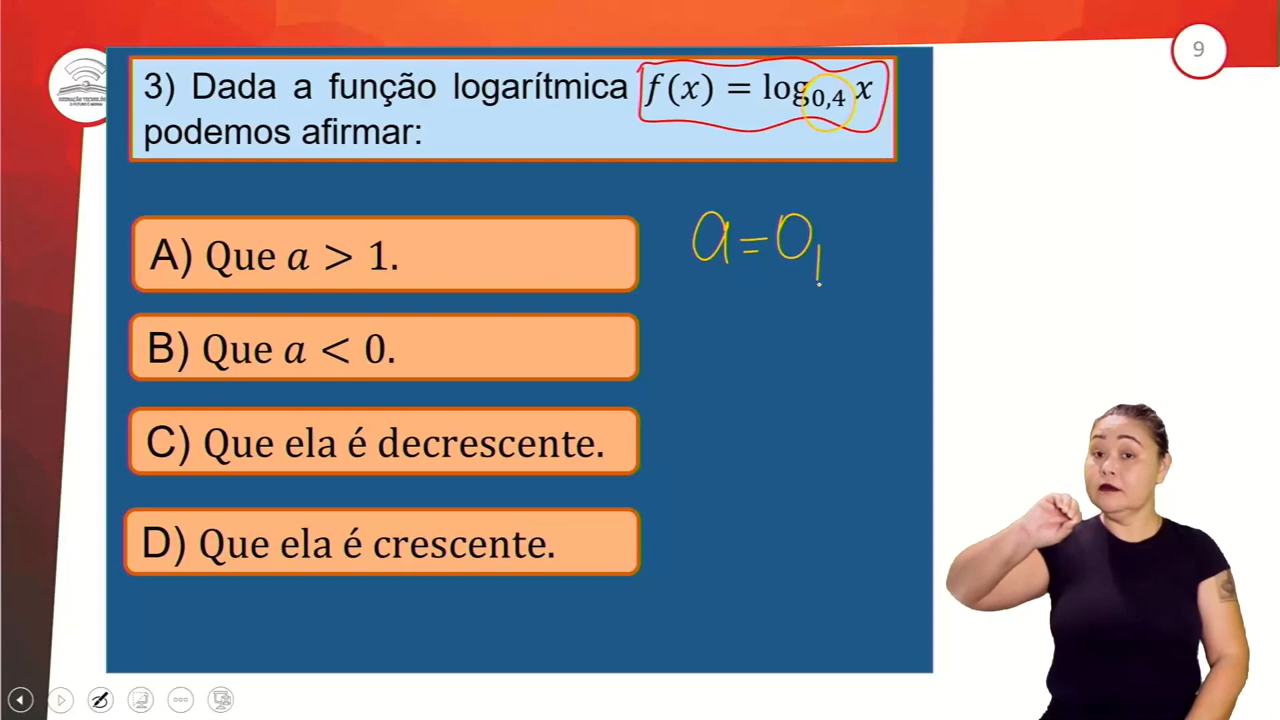 9
3) Dada a função logarítmica f(x) = log₀,₄ x
podemos afirmar:
a=0,
A) Que a > 1.
B) Que a < 0.
C) Que ela é decrescente.
D) Que ela é crescente.